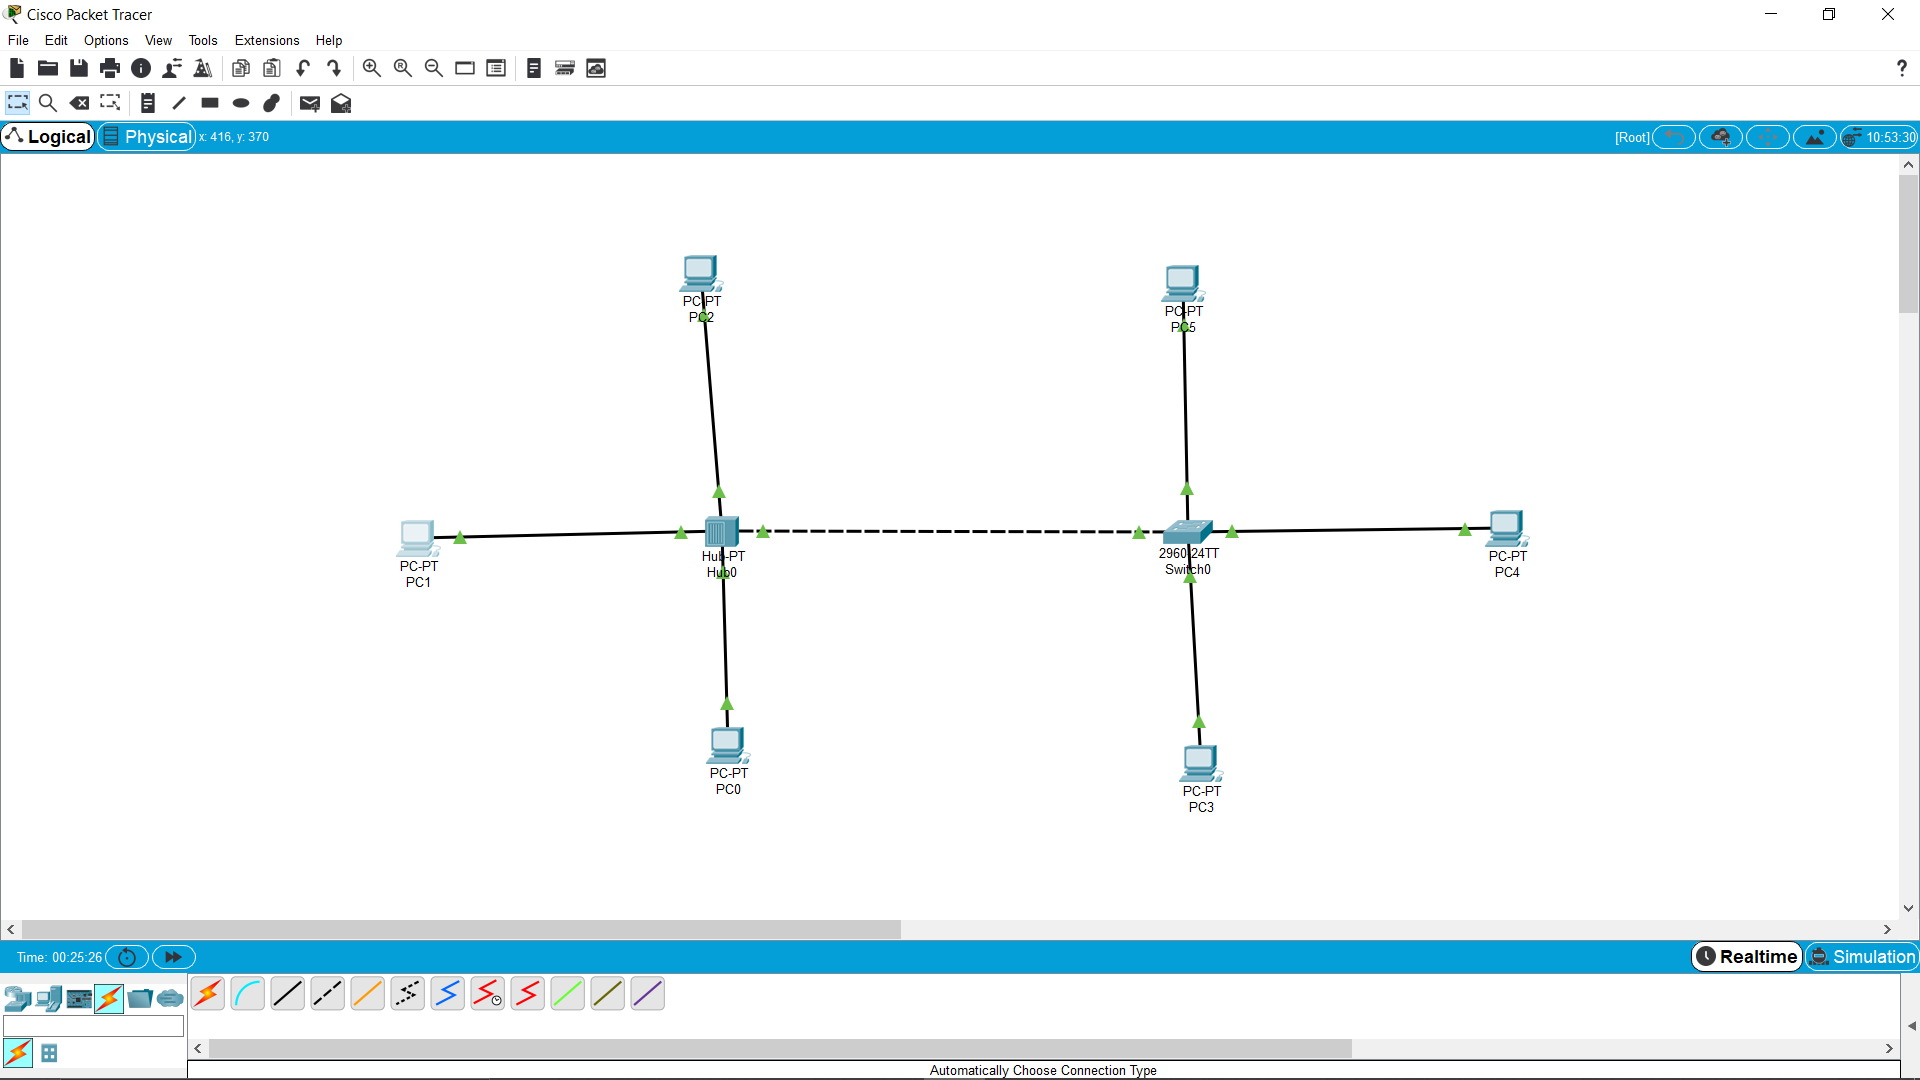 Cisco Packet Tracer
File Edit Options View Tools Extensions Help
?
Logical Physical x: 416, y: 370 [Root] 10:53:30
PC-PT
PC2
PC-PT
PC5
PC-PT
PC1
Hub-PT
Hub0
2960-24TT
Switch0
PC-PT
PC4
PC-PT
PC0
PC-PT
PC3
Time: 00:25:26 Realtime Simulation
Automatically Choose Connection Type